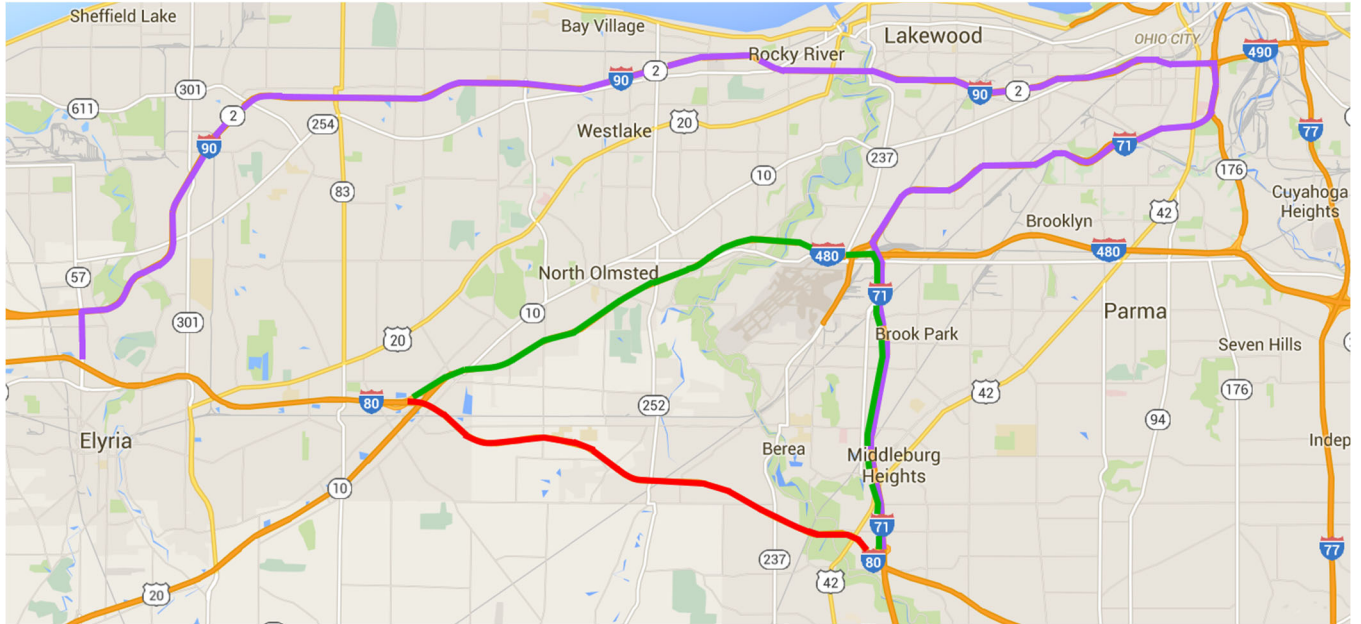 Sheffield Lake
Bay Village
Lakewood
OHIO CITY
Rocky River
490
90
2
301
2
90
2
611
254
Westlake
20
77
90
237
71
10
176
83
Cuyahoga
Heights
42
Brooklyn
480
480
57
North Olmsted
71
301
10
Parma
20
Brook Park
Seven Hills
80
42
176
252
94
Elyria
Berea
Middleburg
Heights
Indep
10
71
237
80
77
42
20